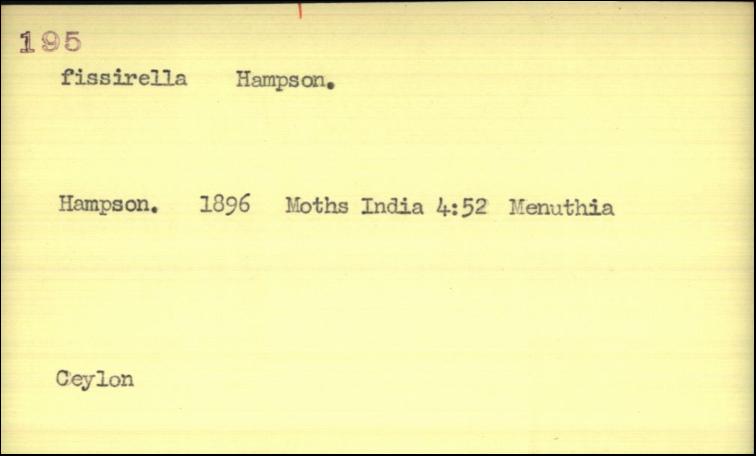 195
fissirella Hampson.
Hampson. 1896 Moths India 4:52 Menuthia
Ceylon